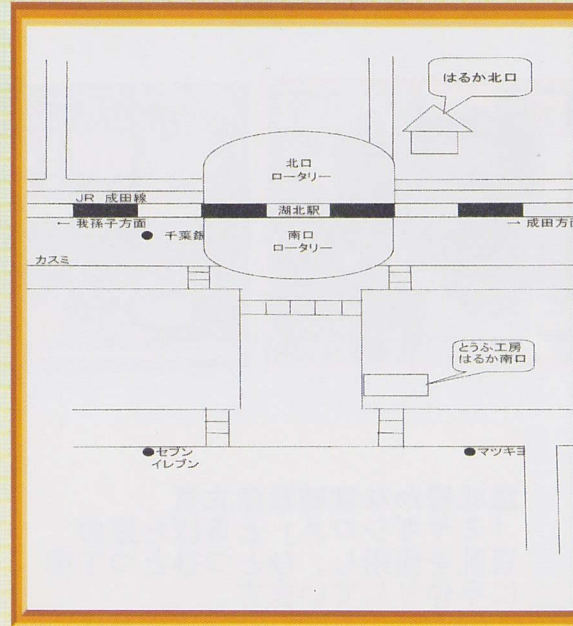 はるか北口
北口
ロータリー
JR 成田線
湖北駅
← 我孫子方面
→ 成田方面
● 千葉銀
南口
ロータリー
カスミ
とうふ工房
はるか南口
●セブン
イレブン
●マツキヨ